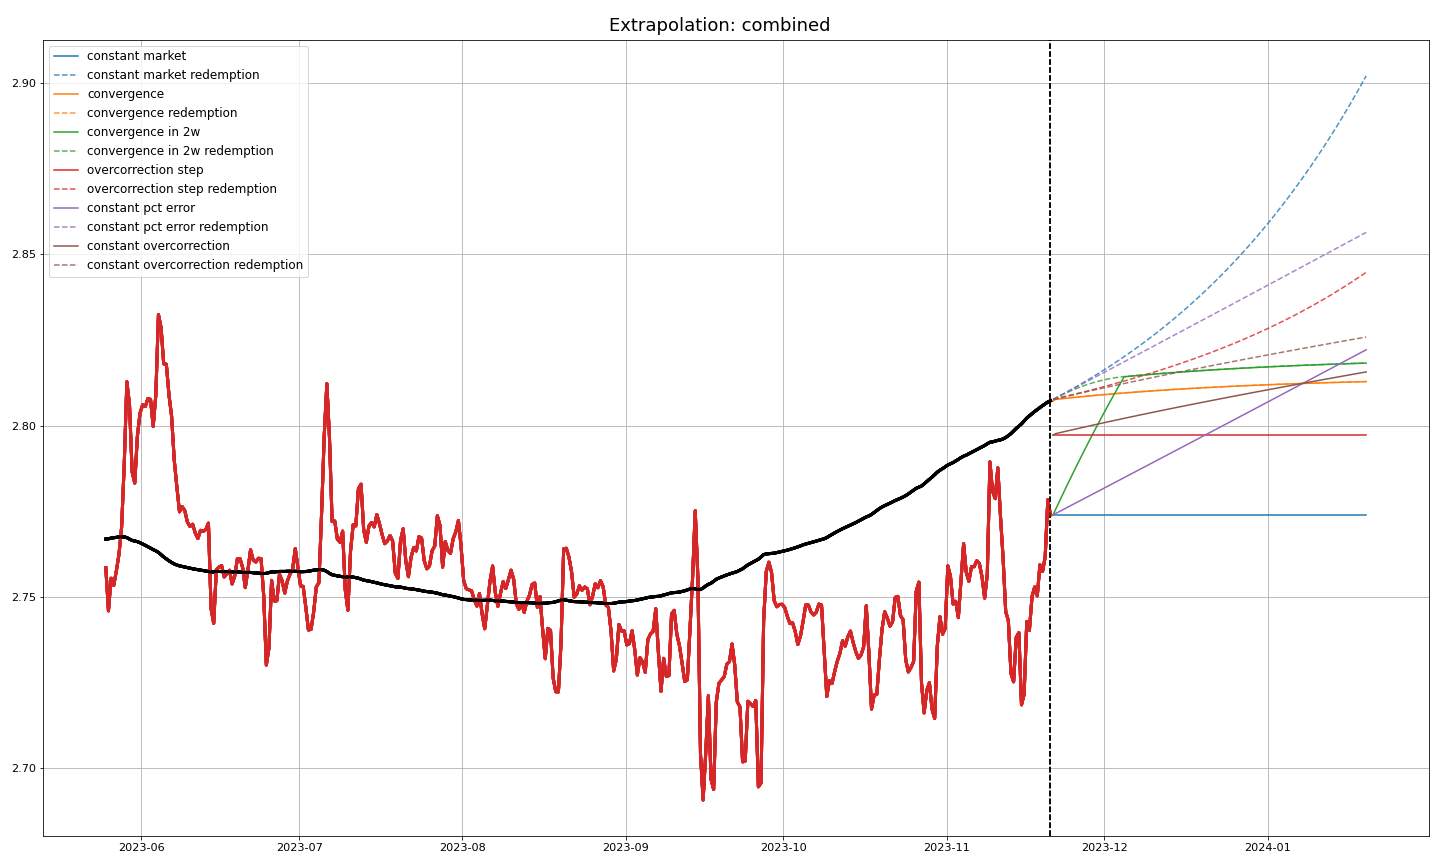 Extrapolation: combined
constant market
constant market redemption
convergence
convergence redemption
convergence in 2w
convergence in 2w redemption
overcorrection step
overcorrection step redemption
constant pct error
constant pct error redemption
constant overcorrection
constant overcorrection redemption
2.90
2.85
2.80
2.75
2.70
2023-06 2023-07 2023-08 2023-09 2023-10 2023-11 2023-12 2024-01